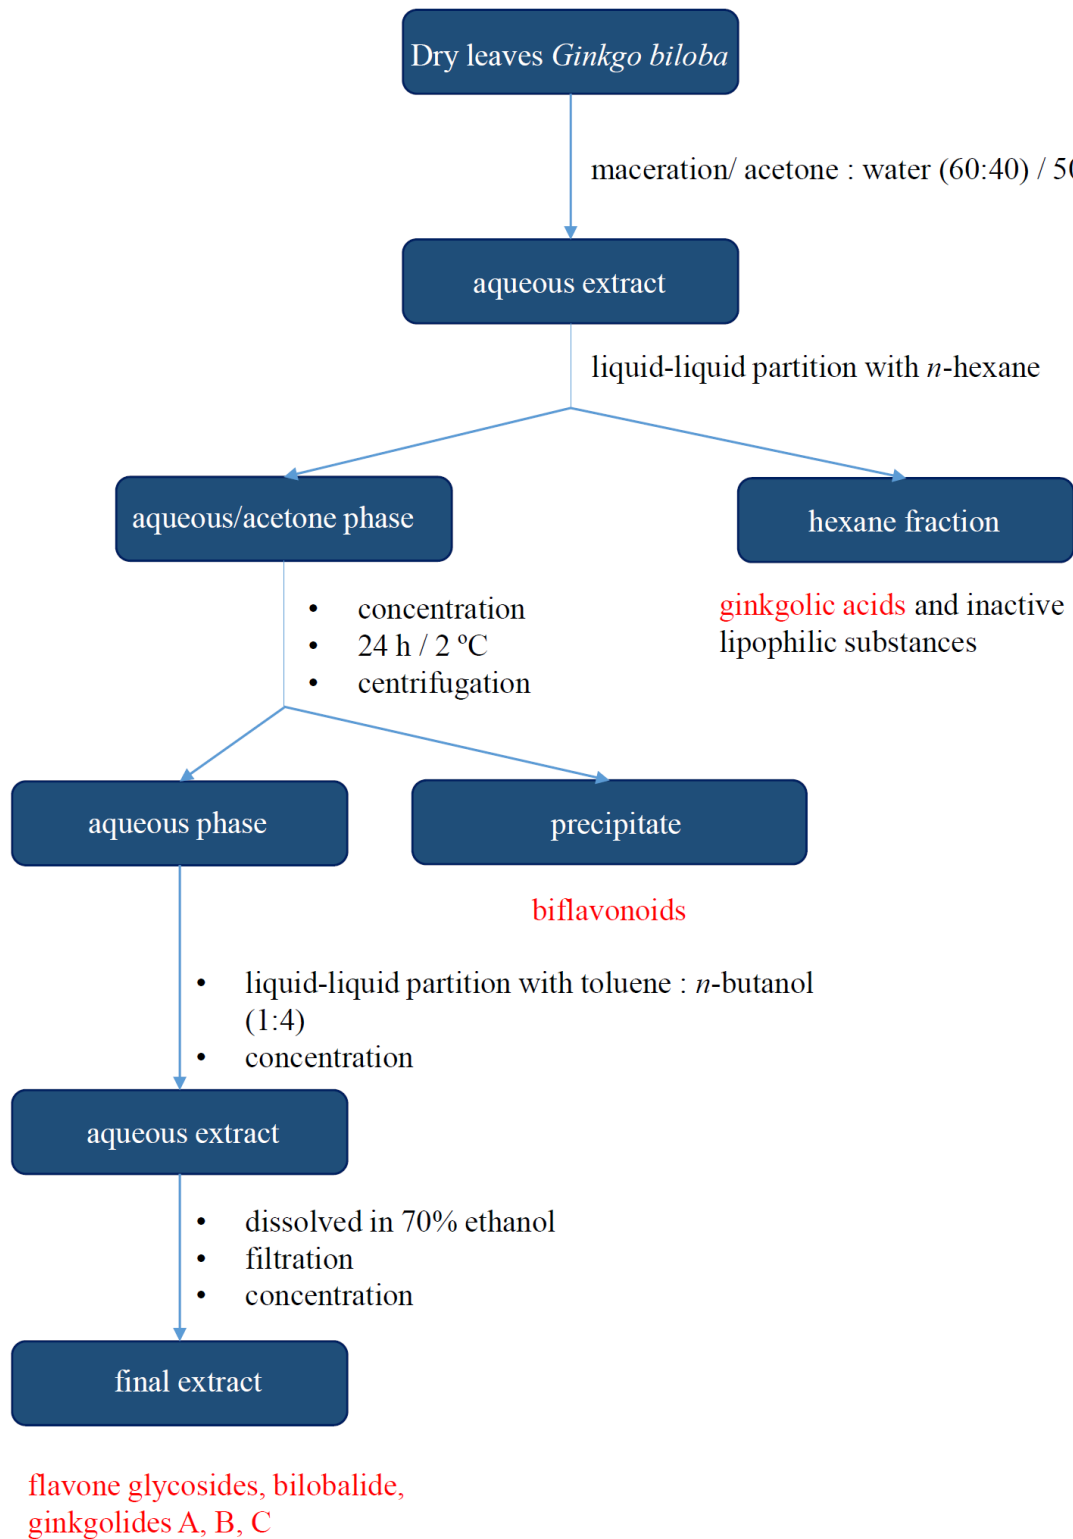 Dry leaves Ginkgo biloba
maceration/ acetone : water (60:40) / 50
aqueous extract
liquid-liquid partition with n-hexane
aqueous/acetone phase
hexane fraction
• concentration
• 24 h / 2 ºC
• centrifugation
ginkgolic acids and inactive
lipophilic substances
aqueous phase
precipitate
biflavonoids
• liquid-liquid partition with toluene : n-butanol
(1:4)
• concentration
aqueous extract
• dissolved in 70% ethanol
• filtration
• concentration
final extract
flavone glycosides, bilobalide,
ginkgolides A, B, C